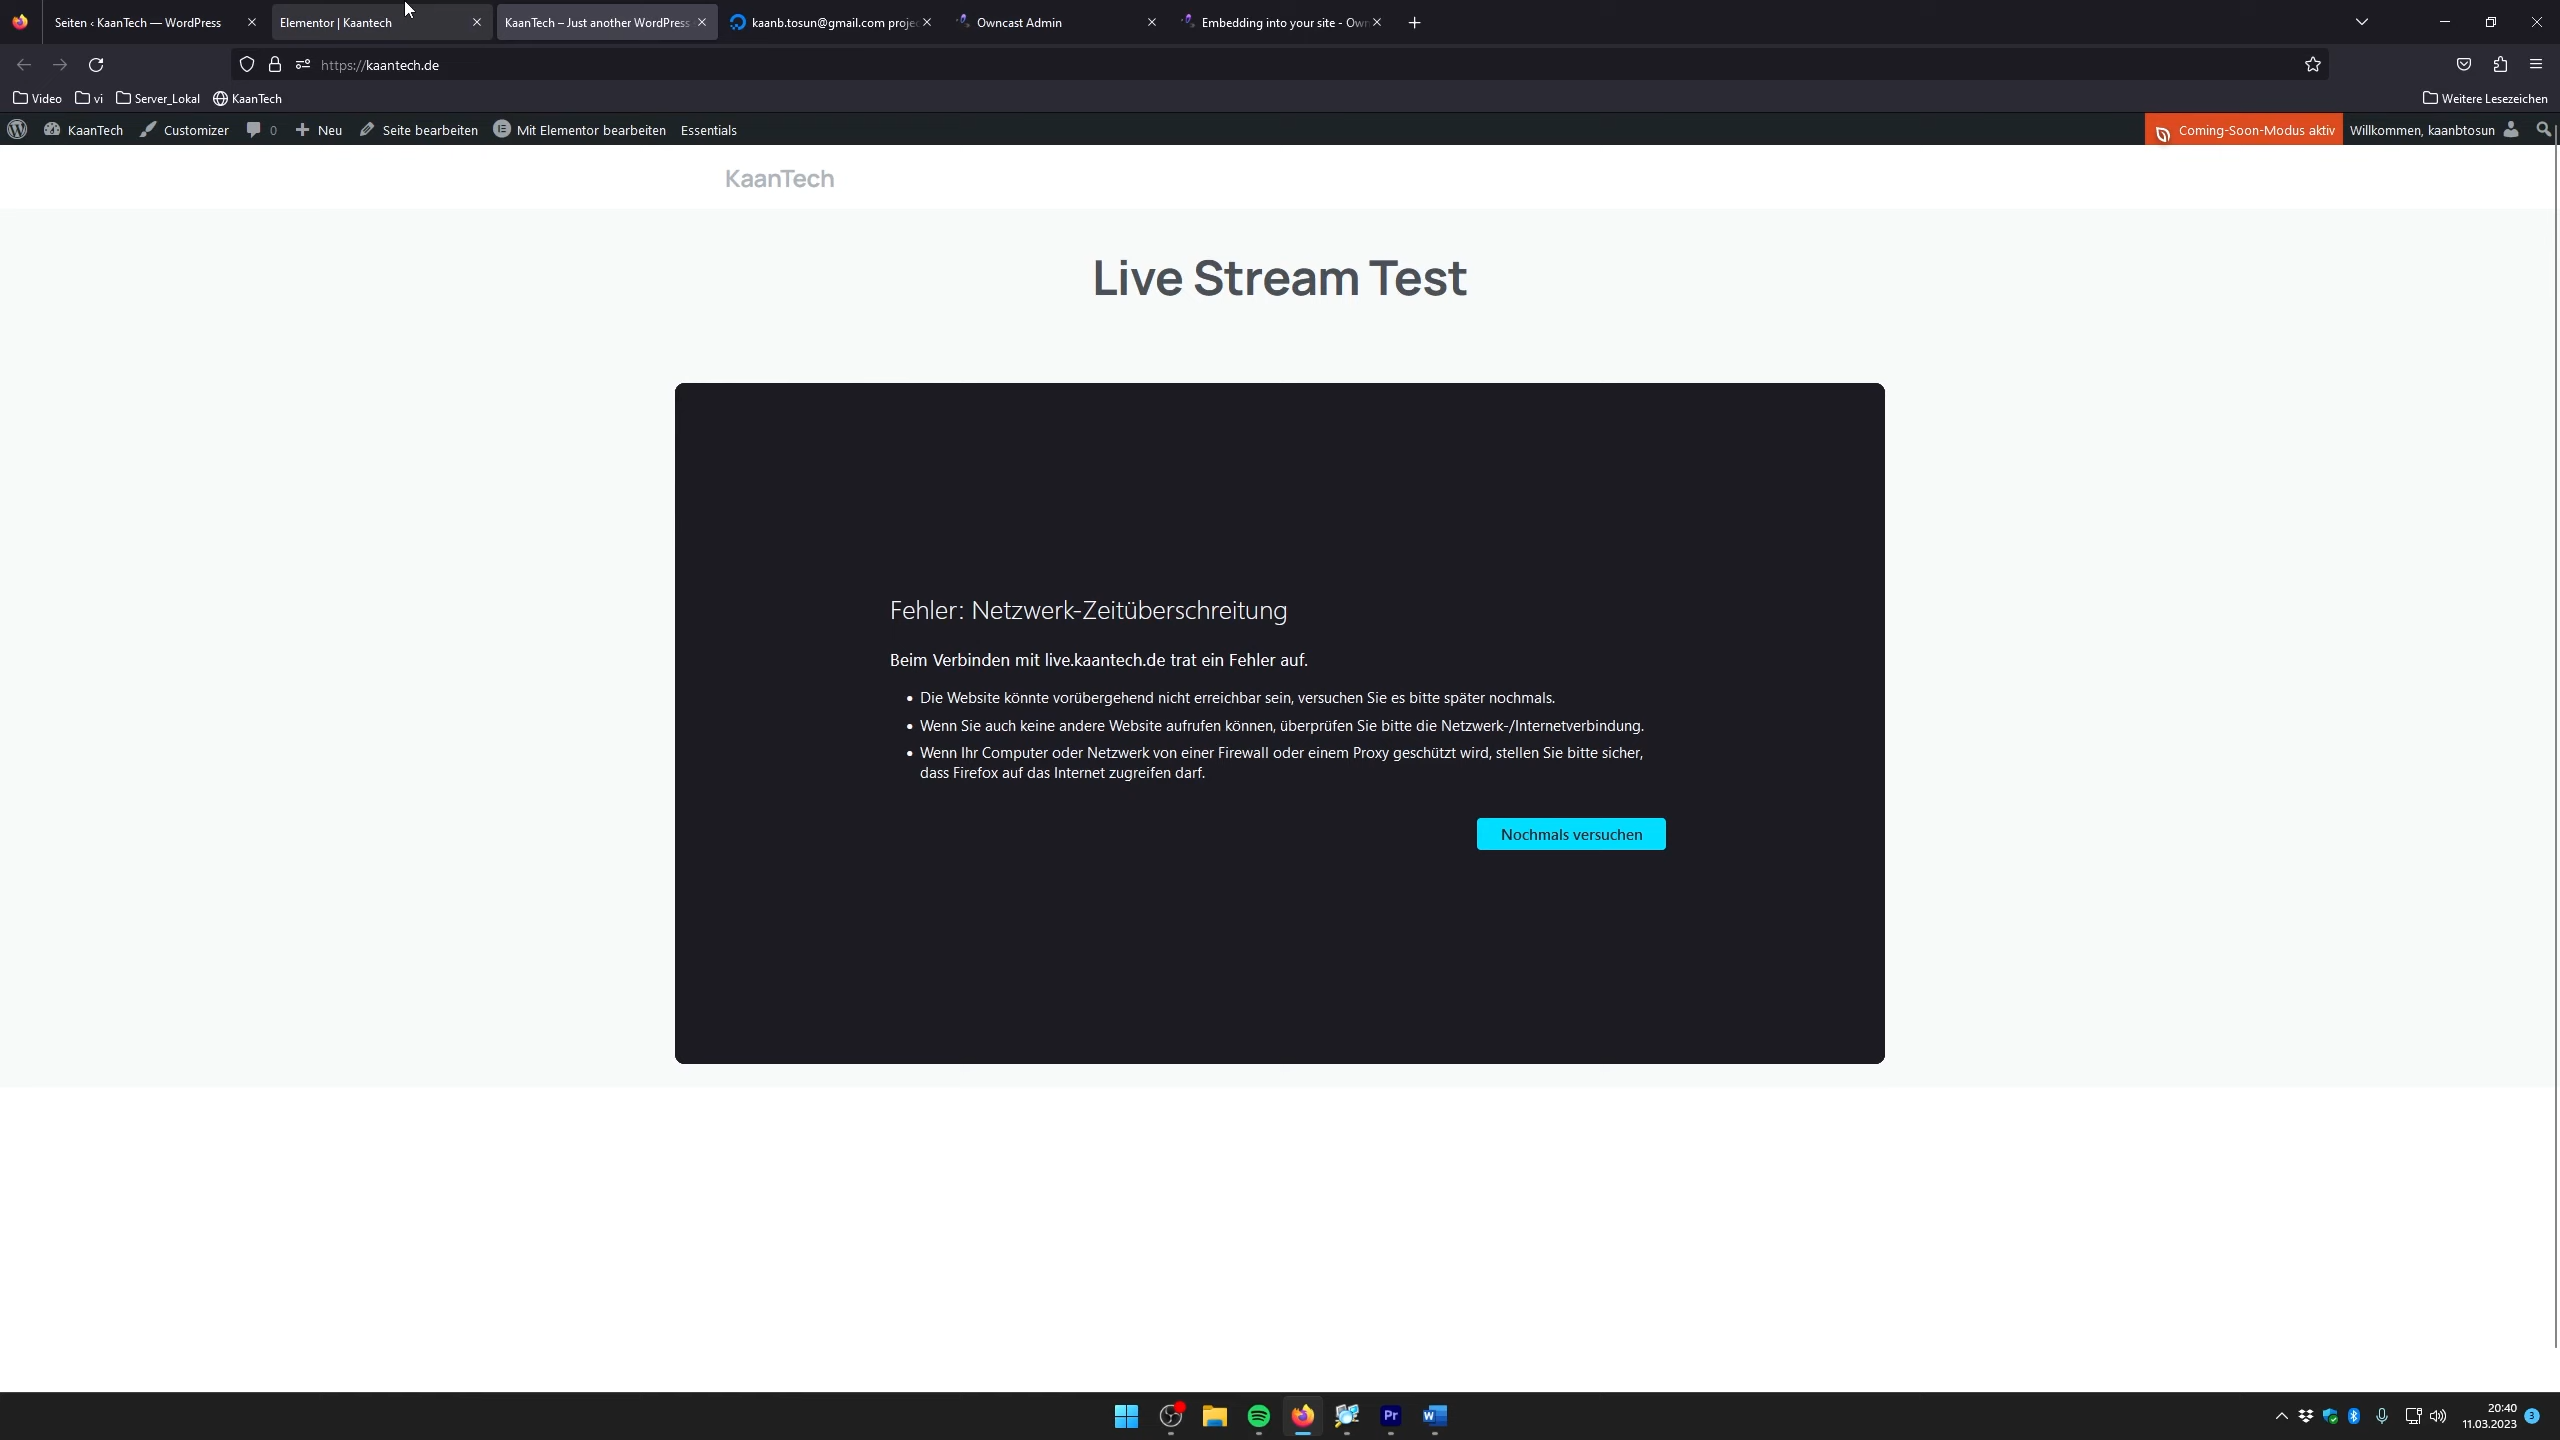 Seiten ‹ KaanTech — WordPress
Elementor | Kaantech
KaanTech – Just another WordPress
kaanb.tosun@gmail.com proje
Owncast Admin
Embedding into your site - Own
https://kaantech.de
Video
vi
Server_Lokal
KaanTech
Weitere Lesezeichen
KaanTech
Customizer
0
Neu
Seite bearbeiten
Mit Elementor bearbeiten
Essentials
Coming-Soon-Modus aktiv
Willkommen, kaanbtosun
KaanTech
Live Stream Test
Fehler: Netzwerk-Zeitüberschreitung
Beim Verbinden mit live.kaantech.de trat ein Fehler auf.
Die Website könnte vorübergehend nicht erreichbar sein, versuchen Sie es bitte später nochmals.
Wenn Sie auch keine andere Website aufrufen können, überprüfen Sie bitte die Netzwerk-/Internetverbindung.
Wenn Ihr Computer oder Netzwerk von einer Firewall oder einem Proxy geschützt wird, stellen Sie bitte sicher,
dass Firefox auf das Internet zugreifen darf.
Nochmals versuchen
Pr
W
20:40
11.03.2023
3